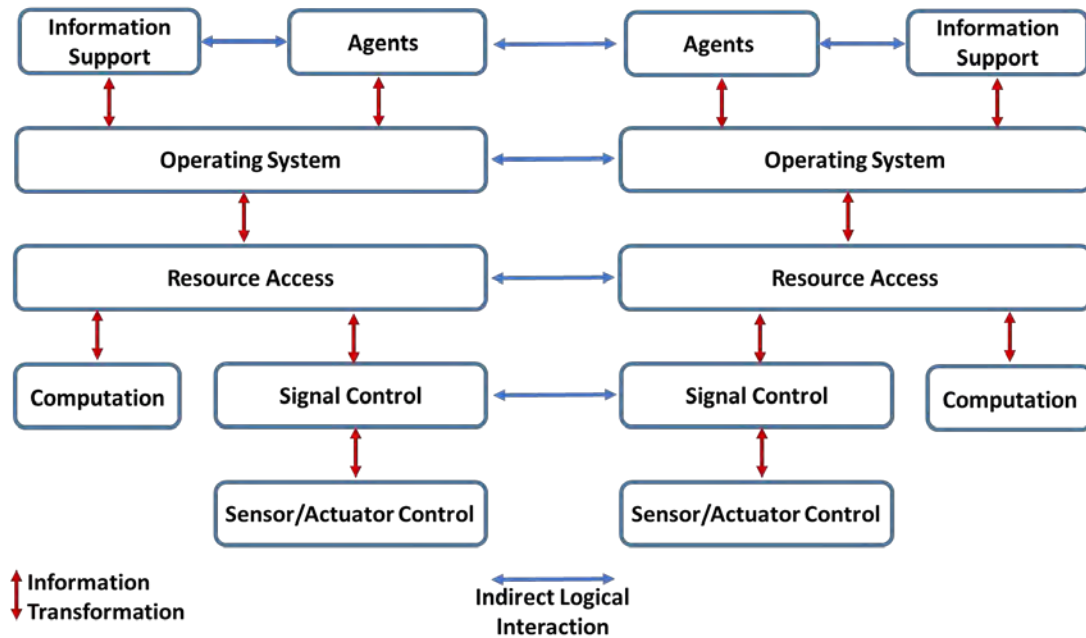 Information
Support
Agents
Agents
Information
Support
Operating System
Operating System
Resource Access
Resource Access
Computation
Signal Control
Signal Control
Computation
Sensor/Actuator Control
Sensor/Actuator Control
Information
Transformation
Indirect Logical
Interaction